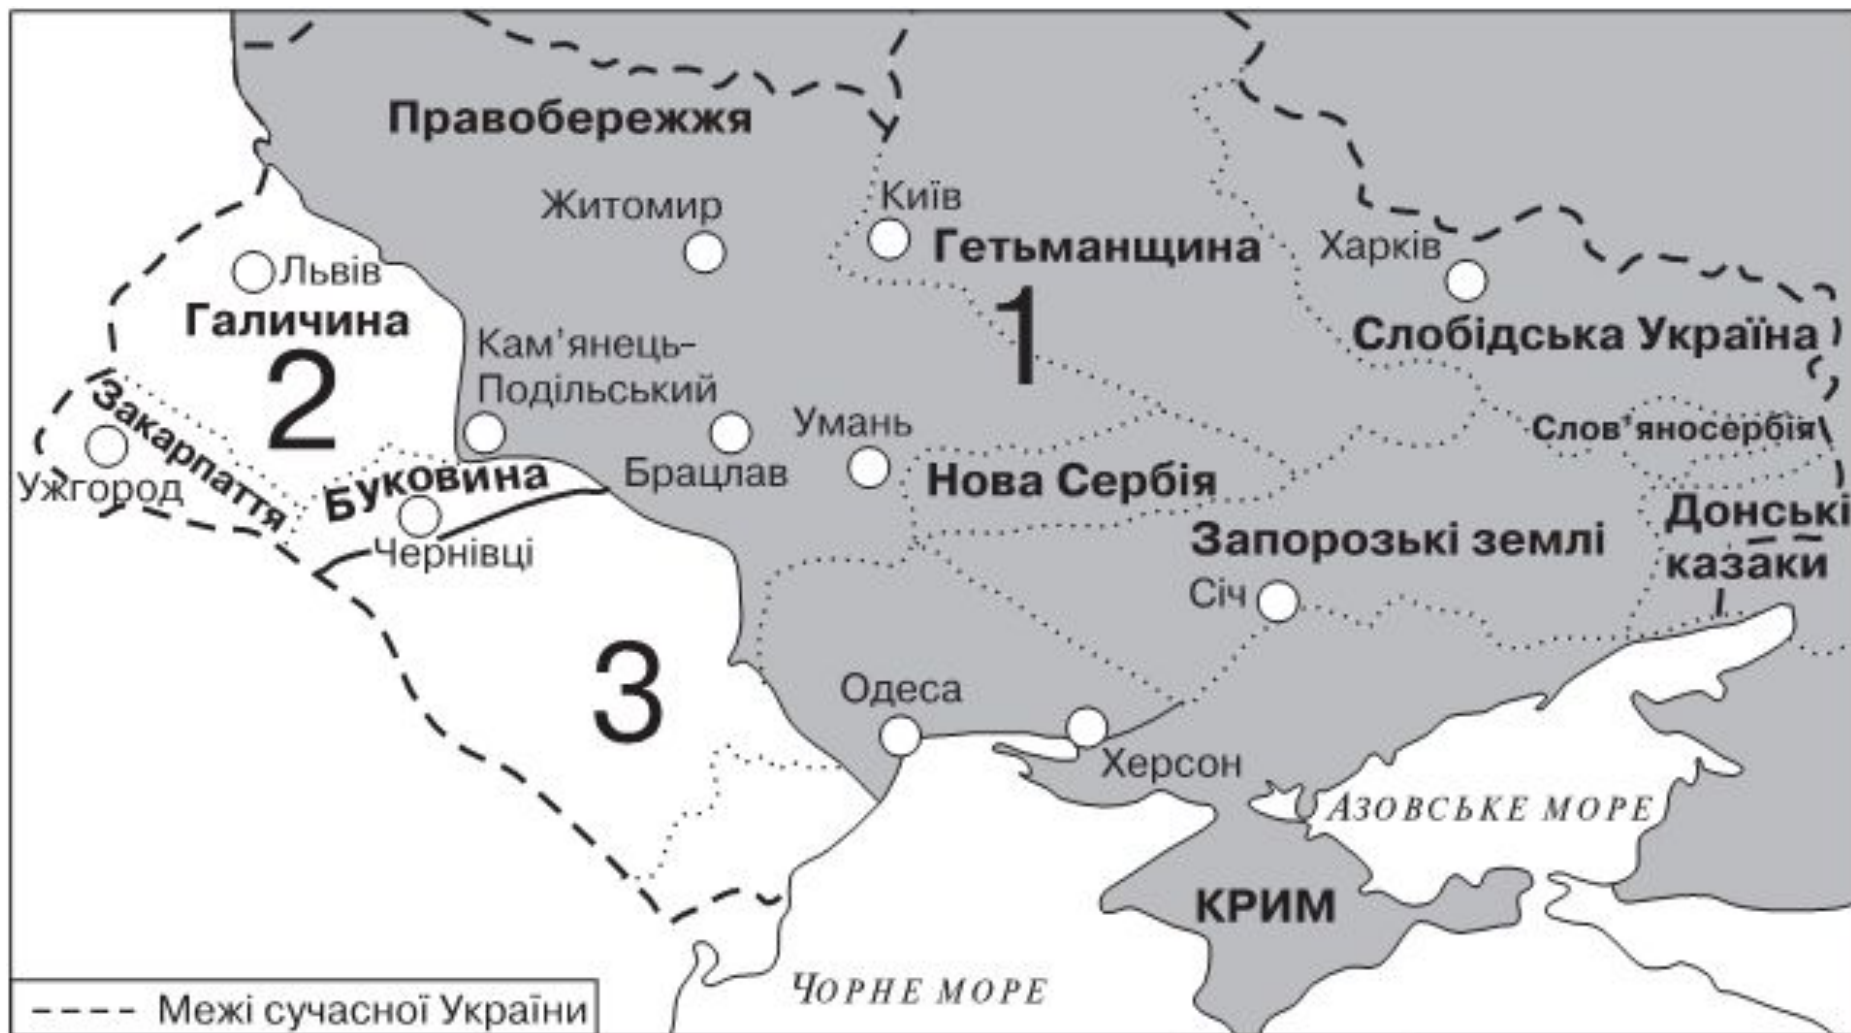 Правобережжя
Житомир
Київ
Гетьманщина
1
Харків
Слобідська Україна
Львів
Галичина
2
Кам’янець-
Подільський
Закарпаття
Ужгород
Буковина
Чернівці
Брацлав
Умань
Нова Сербія
Слов’яносербія
Донські
казаки
Запорозькі землі
Січ
3
Одеса
Херсон
АЗОВСЬКЕ МОРЕ
КРИМ
ЧОРНЕ МОРЕ
Межі сучасної України